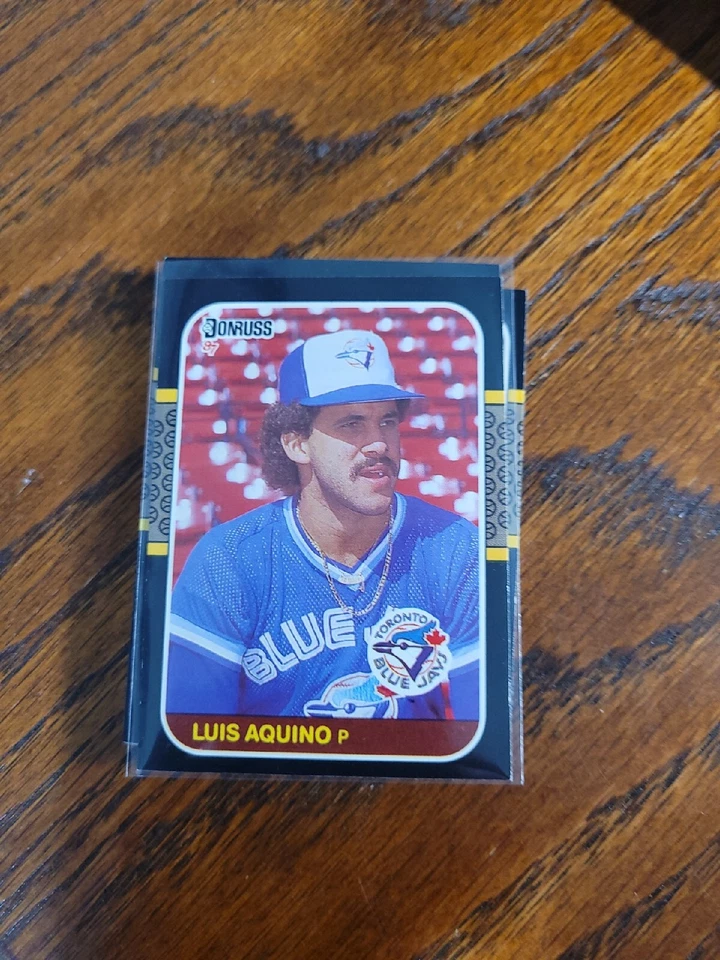 DONRUSS
87
BLUE
TORONTO
BLUE JAYS
LUIS AQUINO P